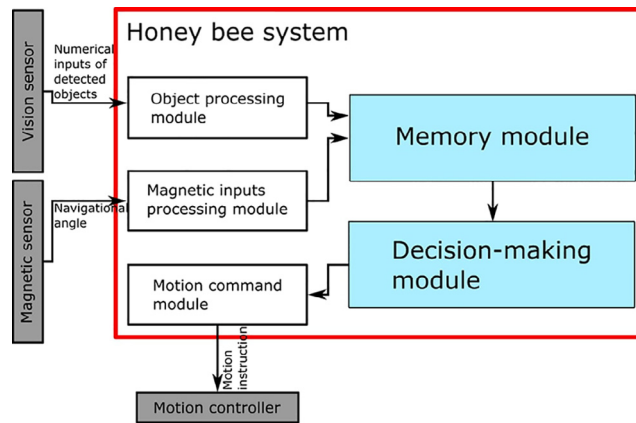 Honey bee system
Vision sensor
Numerical
inputs of
detected
objects
Object processing
module
Memory module
Magnetic sensor
Navigational
angle
Magnetic inputs
processing module
Decision-making
module
Motion command
module
Motion
instruction
Motion controller